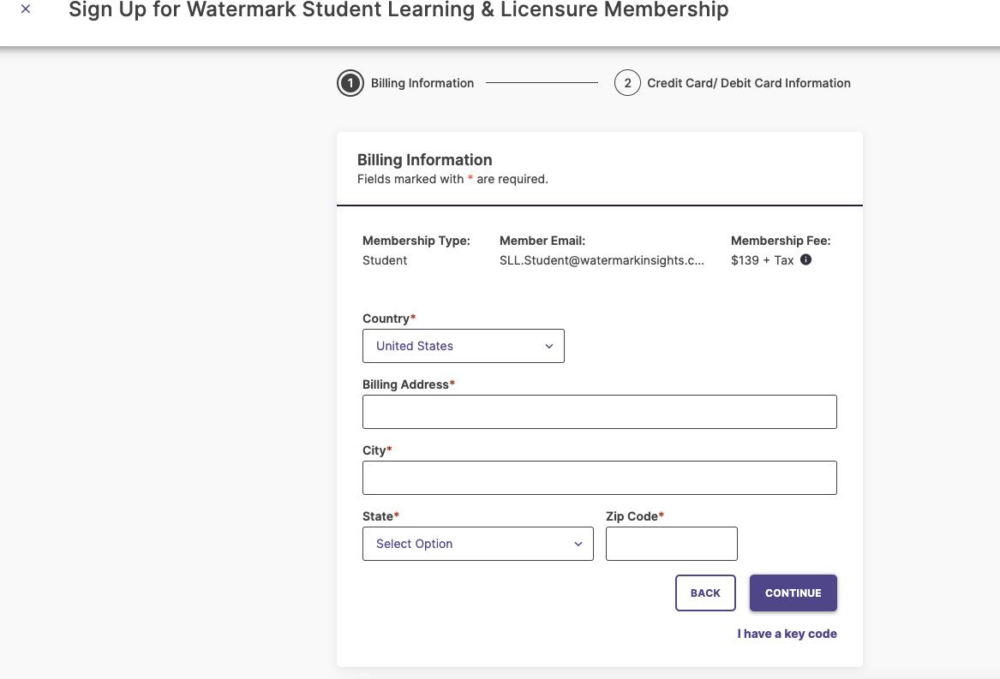 × Sign Up for Watermark Student Learning & Licensure Membership
1 Billing Information 2 Credit Card/ Debit Card Information
Billing Information
Fields marked with * are required.
Membership Type: Member Email: Membership Fee:
Student SLL.Student@watermarkinsights.c... $139 + Tax
Country*
United States
Billing Address*
City*
State* Zip Code*
Select Option
BACK CONTINUE
I have a key code